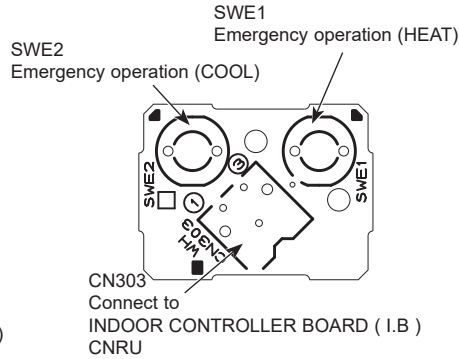 SWE1
Emergency operation (HEAT)
SWE2
Emergency operation (COOL)
SWE2
3
SWE1
1
CN303
WH
CN303
Connect to
INDOOR CONTROLLER BOARD ( I.B )
CNRU
)